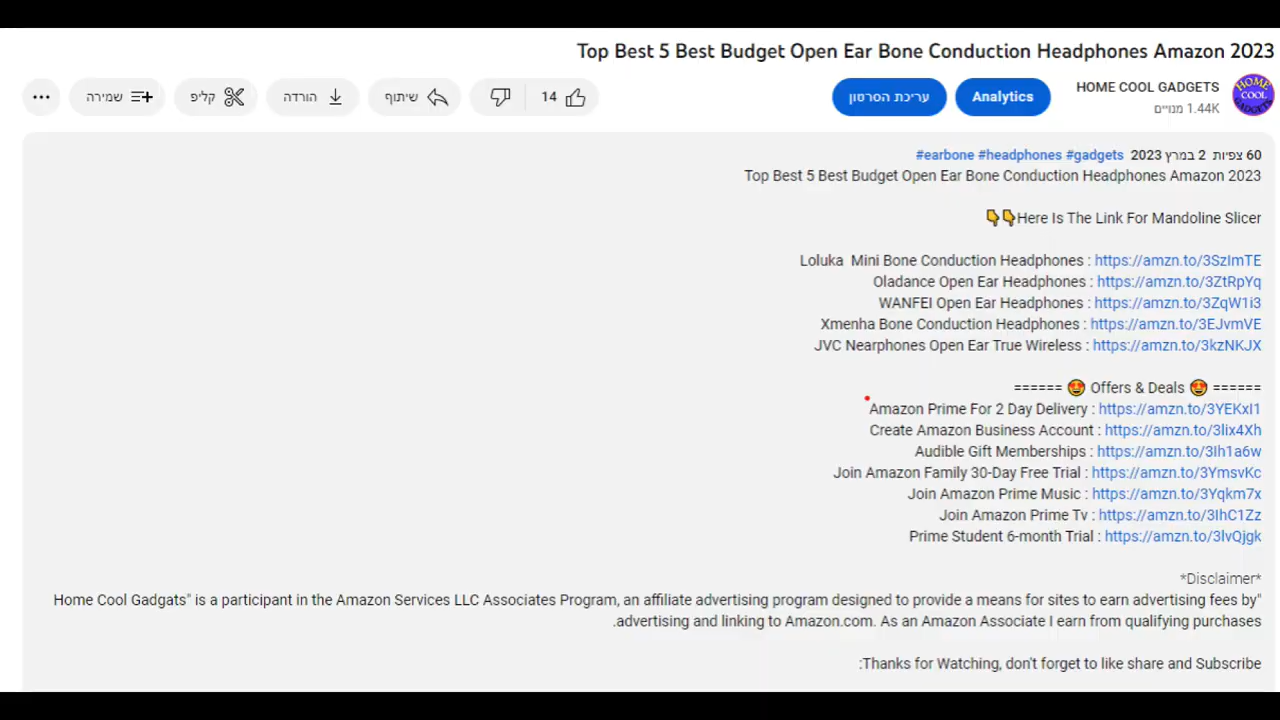 Top Best 5 Best Budget Open Ear Bone Conduction Headphones Amazon 2023
HOME COOL GADGETS
HOME COOL GADGETS
1.44K מנויים
Analytics
עריכת הסרטון
14
שיתוף
הורדה
קליפ
שמירה
60 צפיות 2 במרץ 2023 #earbone #headphones #gadgets
Top Best 5 Best Budget Open Ear Bone Conduction Headphones Amazon 2023
👇👇Here Is The Link For Mandoline Slicer
Loluka Mini Bone Conduction Headphones : https://amzn.to/3SzImTE
Oladance Open Ear Headphones : https://amzn.to/3ZtRpYq
WANFEI Open Ear Headphones : https://amzn.to/3ZqW1i3
Xmenha Bone Conduction Headphones : https://amzn.to/3EJvmVE
JVC Nearphones Open Ear True Wireless : https://amzn.to/3kzNKJX
====== 🤩 Offers & Deals 🤩 ======
Amazon Prime For 2 Day Delivery : https://amzn.to/3YEKxI1
Create Amazon Business Account : https://amzn.to/3lix4Xh
Audible Gift Memberships : https://amzn.to/3Ih1a6w
Join Amazon Family 30-Day Free Trial : https://amzn.to/3YmsvKc
Join Amazon Prime Music : https://amzn.to/3Yqkm7x
Join Amazon Prime Tv : https://amzn.to/3IhC1Zz
Prime Student 6-month Trial : https://amzn.to/3lvQjgk
*Disclaimer*
Home Cool Gadgats" is a participant in the Amazon Services LLC Associates Program, an affiliate advertising program designed to provide a means for sites to earn advertising fees by"
.advertising and linking to Amazon.com. As an Amazon Associate I earn from qualifying purchases
:Thanks for Watching, don't forget to like share and Subscribe